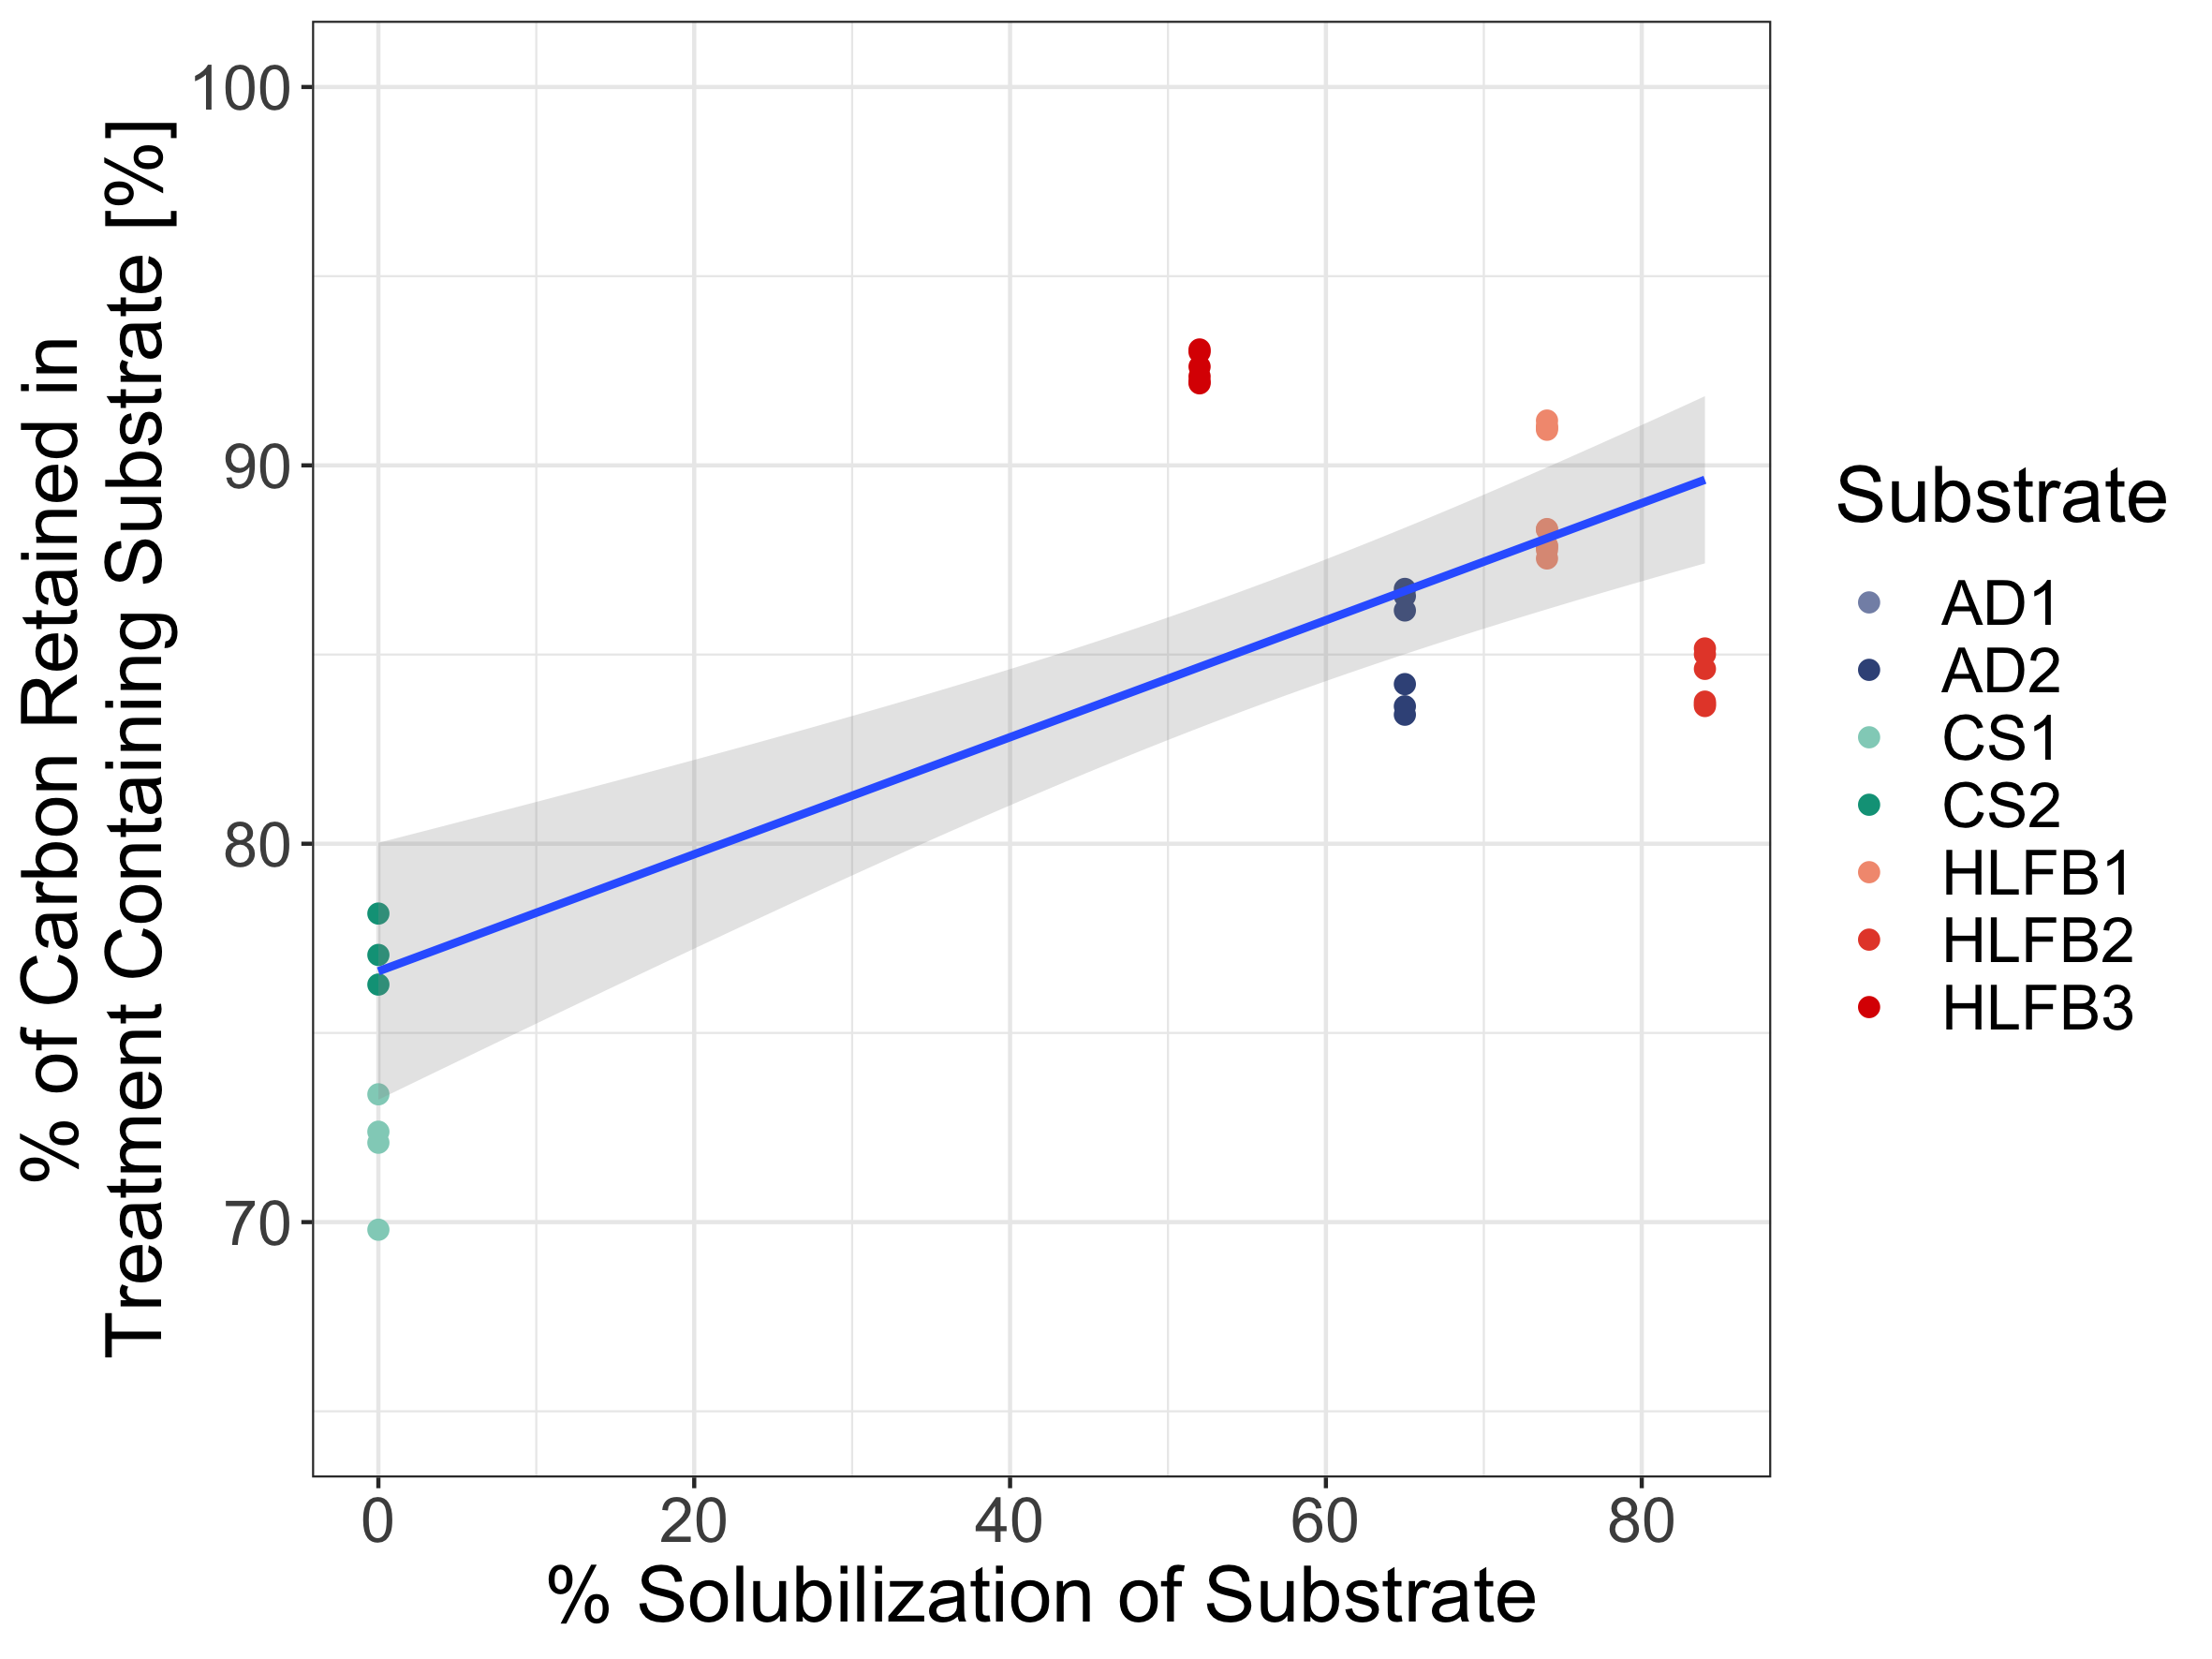 % of Carbon Retained in
Treatment Containing Substrate [%]
100
90
80
70
0 20 40 60 80
% Solubilization of Substrate
Substrate
AD1
AD2
CS1
CS2
HLFB1
HLFB2
HLFB3